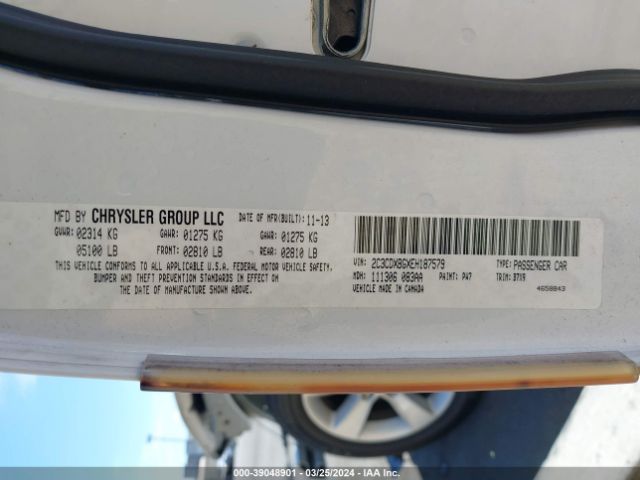 MFD BY CHRYSLER GROUP LLC DATE OF MFR(BUILT): 11-13
GVWR: 02314 KG GAWR: 01275 KG GAWR: 01275 KG
05100 LB FRONT: 02810 LB REAR: 02810 LB
THIS VEHICLE CONFORMS TO ALL APPLICABLE U.S.A. FEDERAL MOTOR VEHICLE SAFETY,
BUMPER AND THEFT PREVENTION STANDARDS IN EFFECT ON
THE DATE OF MANUFACTURE SHOWN ABOVE.
VIN: 2C3CDXBGXEH187579 TYPE: PASSENGER CAR
MDH: 111306 083AA PAINT: PW7 TRIM: D7X9
VEHICLE MADE IN CANADA 4658843
000-39048901 / 03/25/2024 - IAA Inc.